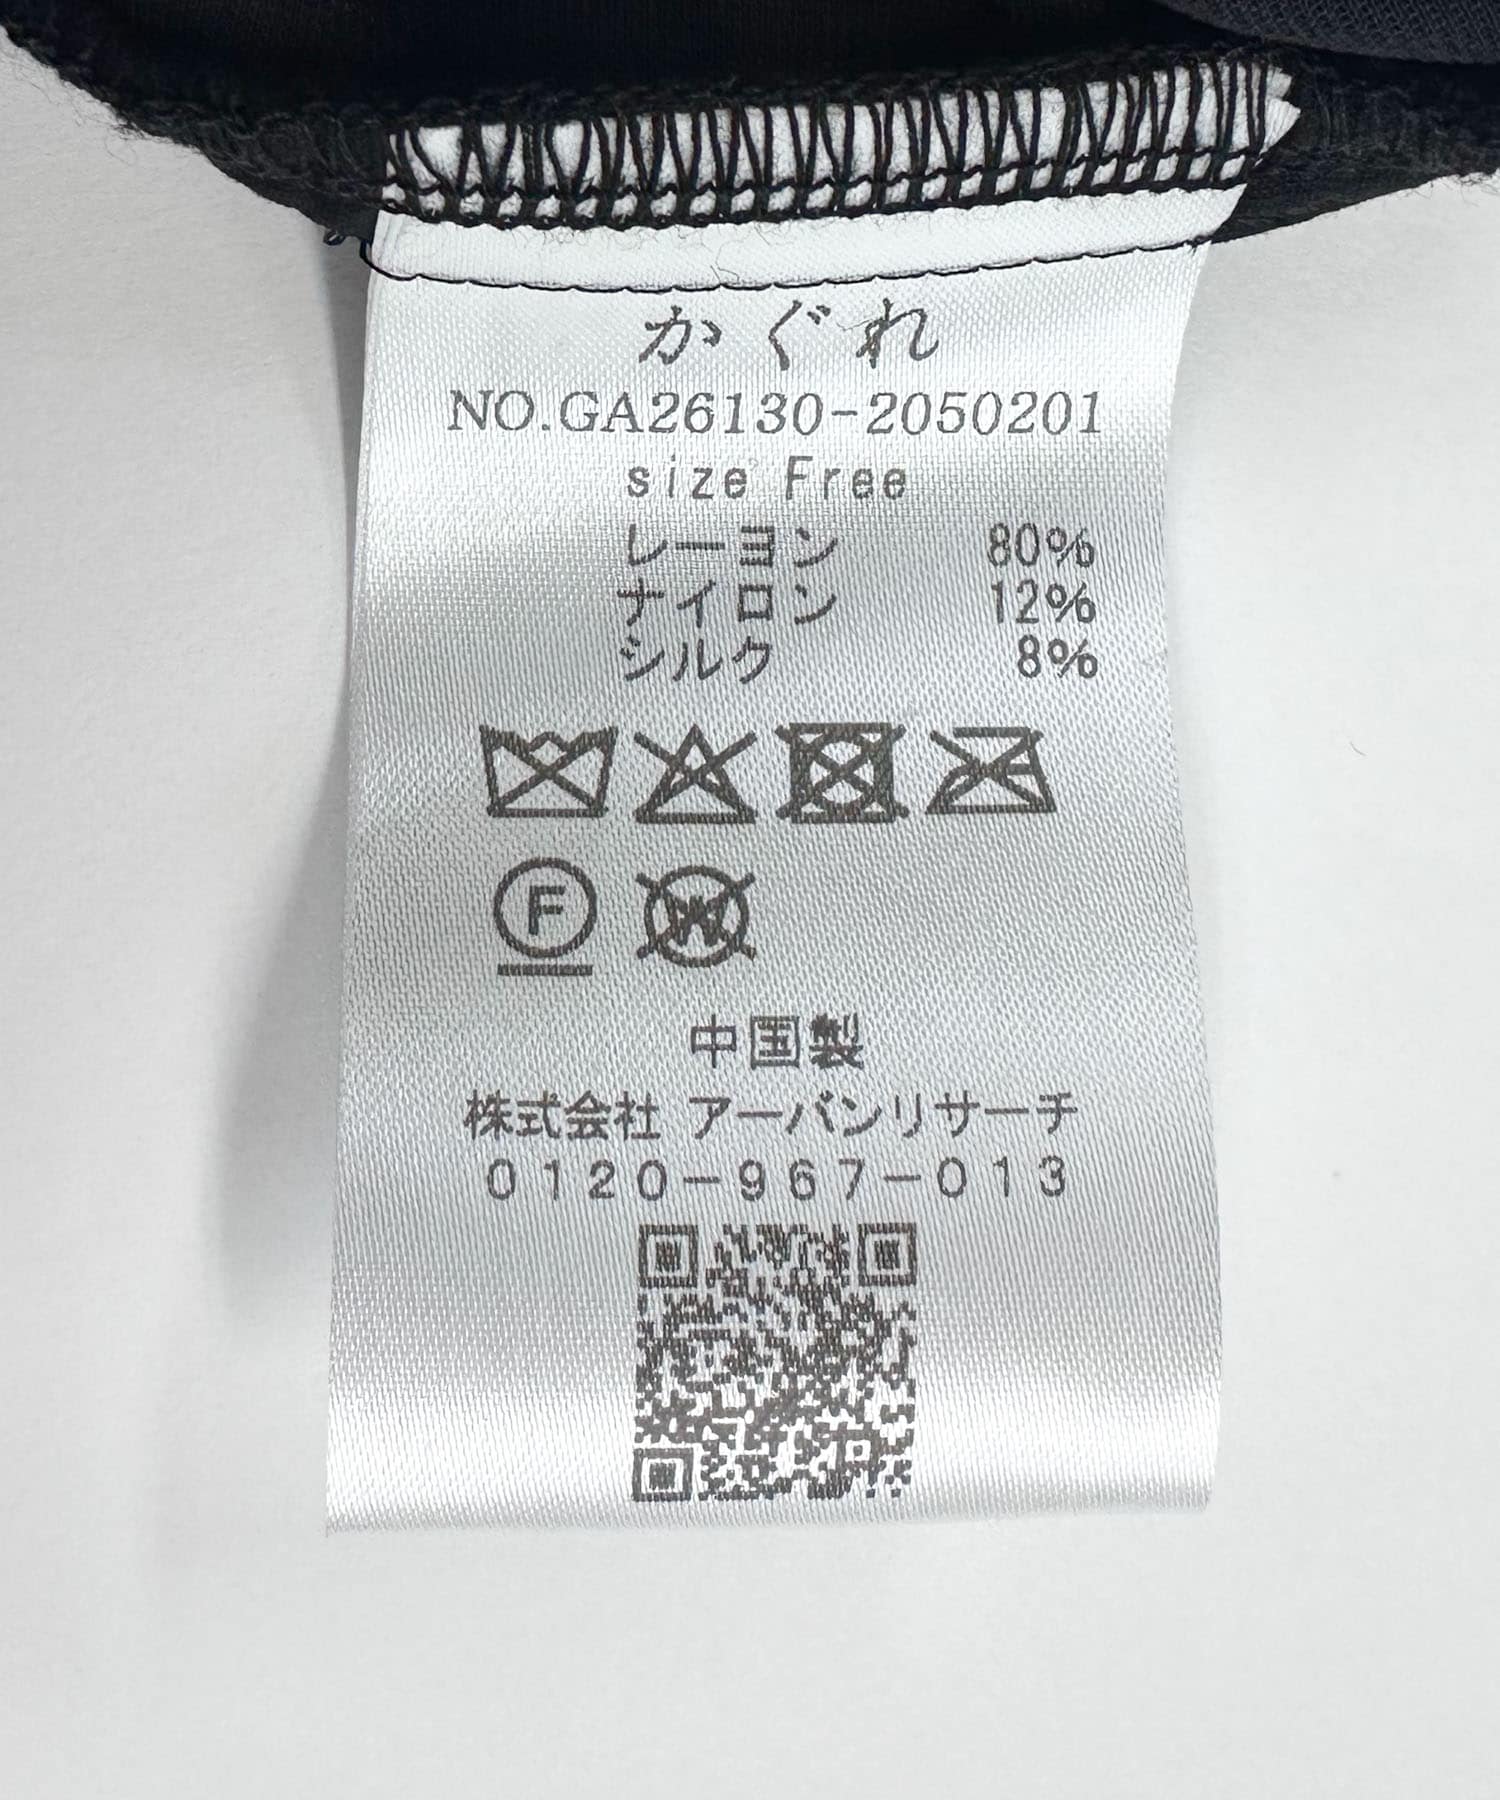 かぐれ
NO.GA26130-2050201
size Free
レーヨン 80%
ナイロン 12%
シルク 8%
F
W
中国製
株式会社 アーバンリサーチ
0120-967-013